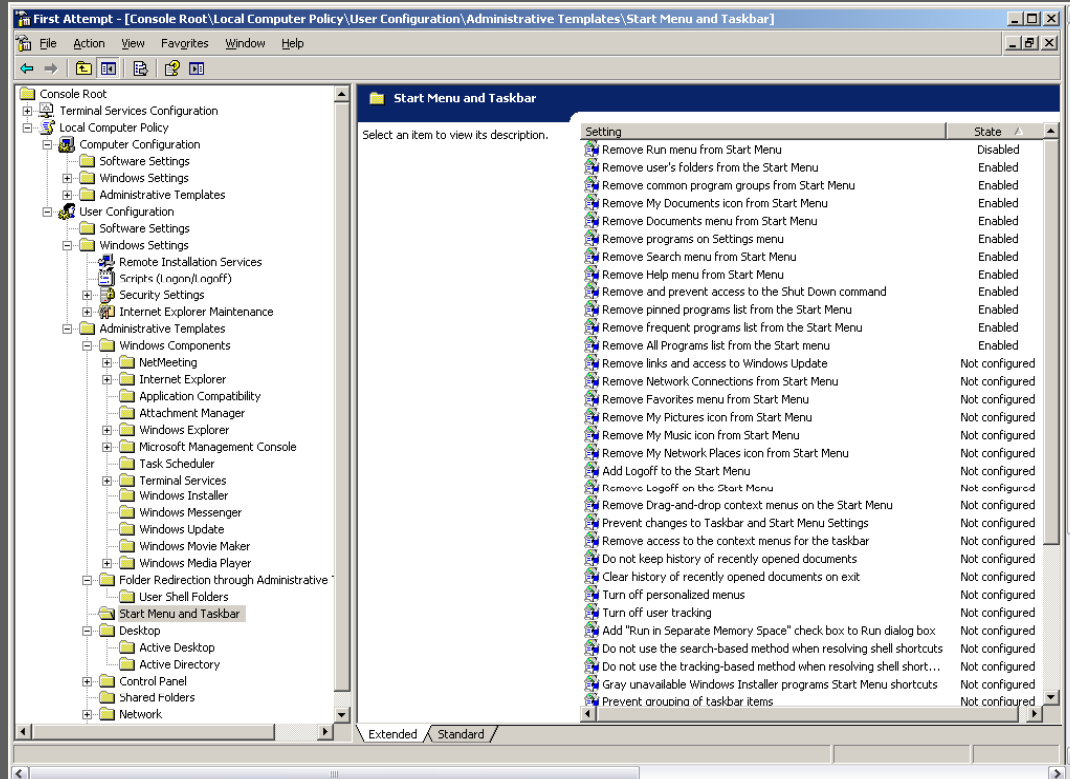 First Attempt - [Console Root\Local Computer Policy\User Configuration\Administrative Templates\Start Menu and Taskbar]
File Action View Favorites Window Help
Console Root
Terminal Services Configuration
Local Computer Policy
Computer Configuration
Software Settings
Windows Settings
Administrative Templates
User Configuration
Software Settings
Windows Settings
Remote Installation Services
Scripts (Logon/Logoff)
Security Settings
Internet Explorer Maintenance
Administrative Templates
Windows Components
NetMeeting
Internet Explorer
Application Compatibility
Attachment Manager
Windows Explorer
Microsoft Management Console
Task Scheduler
Terminal Services
Windows Installer
Windows Messenger
Windows Update
Windows Movie Maker
Windows Media Player
Folder Redirection through Administrative
User Shell Folders
Start Menu and Taskbar
Desktop
Active Desktop
Active Directory
Control Panel
Shared Folders
Network
Start Menu and Taskbar
Select an item to view its description.
Setting State
Remove Run menu from Start Menu Disabled
Remove user's folders from the Start Menu Enabled
Remove common program groups from Start Menu Enabled
Remove My Documents icon from Start Menu Enabled
Remove Documents menu from Start Menu Enabled
Remove programs on Settings menu Enabled
Remove Search menu from Start Menu Enabled
Remove Help menu from Start Menu Enabled
Remove and prevent access to the Shut Down command Enabled
Remove pinned programs list from the Start Menu Enabled
Remove frequent programs list from the Start Menu Enabled
Remove All Programs list from the Start menu Enabled
Remove links and access to Windows Update Not configured
Remove Network Connections from Start Menu Not configured
Remove Favorites menu from Start Menu Not configured
Remove My Pictures icon from Start Menu Not configured
Remove My Music icon from Start Menu Not configured
Remove My Network Places icon from Start Menu Not configured
Add Logoff to the Start Menu Not configured
Remove Logoff on the Start Menu Not configured
Remove Drag-and-drop context menus on the Start Menu Not configured
Prevent changes to Taskbar and Start Menu Settings Not configured
Remove access to the context menus for the taskbar Not configured
Do not keep history of recently opened documents Not configured
Clear history of recently opened documents on exit Not configured
Turn off personalized menus Not configured
Turn off user tracking Not configured
Add "Run in Separate Memory Space" check box to Run dialog box Not configured
Do not use the search-based method when resolving shell shortcuts Not configured
Do not use the tracking-based method when resolving shell short... Not configured
Gray unavailable Windows Installer programs Start Menu shortcuts Not configured
Prevent grouping of taskbar items Not configured
Extended Standard